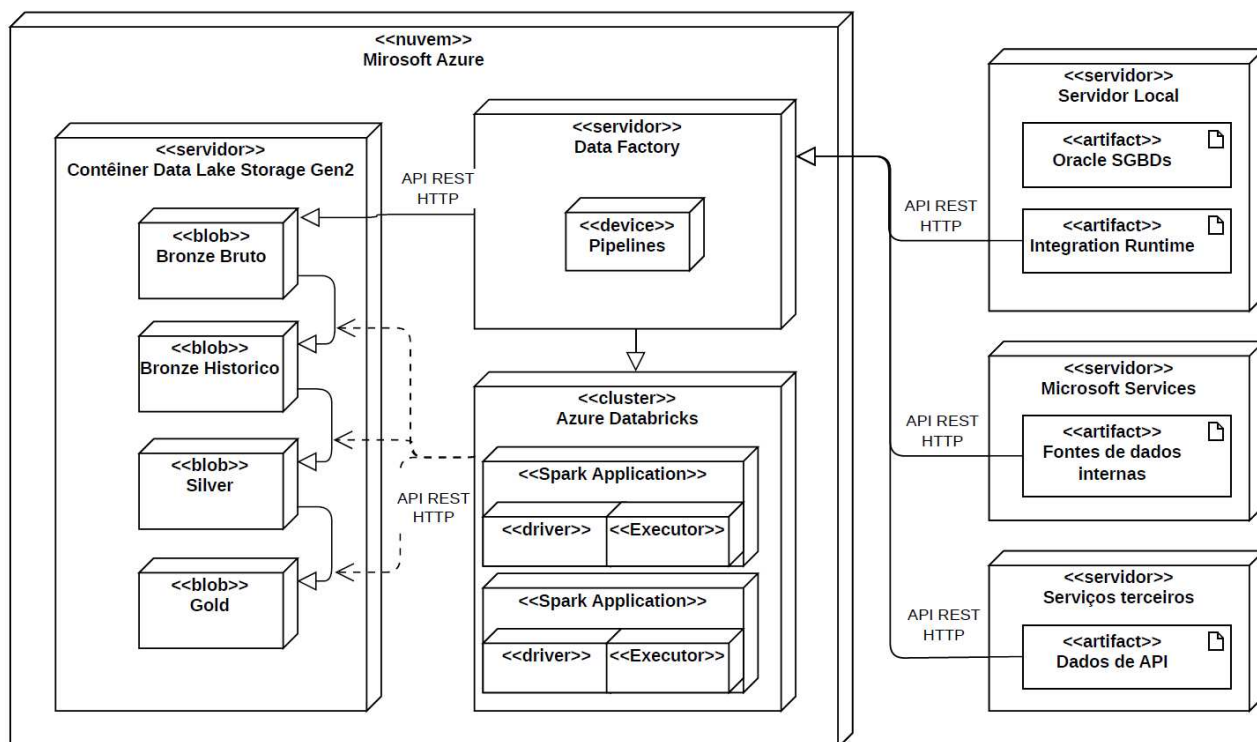 <<nuvem>>
Mirosoft Azure
<<servidor>>
Contêiner Data Lake Storage Gen2
<<blob>>
Bronze Bruto
<<blob>>
Bronze Historico
<<blob>>
Silver
<<blob>>
Gold
API REST
HTTP
<<servidor>>
Data Factory
<<device>>
Pipelines
<<cluster>>
Azure Databricks
<<Spark Application>>
<<driver>>
<<Executor>>
<<Spark Application>>
<<driver>>
<<Executor>>
API REST
HTTP
<<servidor>>
Servidor Local
<<artifact>>
Oracle SGBDs
<<artifact>>
Integration Runtime
API REST
HTTP
<<servidor>>
Microsoft Services
<<artifact>>
Fontes de dados
internas
API REST
HTTP
<<servidor>>
Serviços terceiros
<<artifact>>
Dados de API
API REST
HTTP